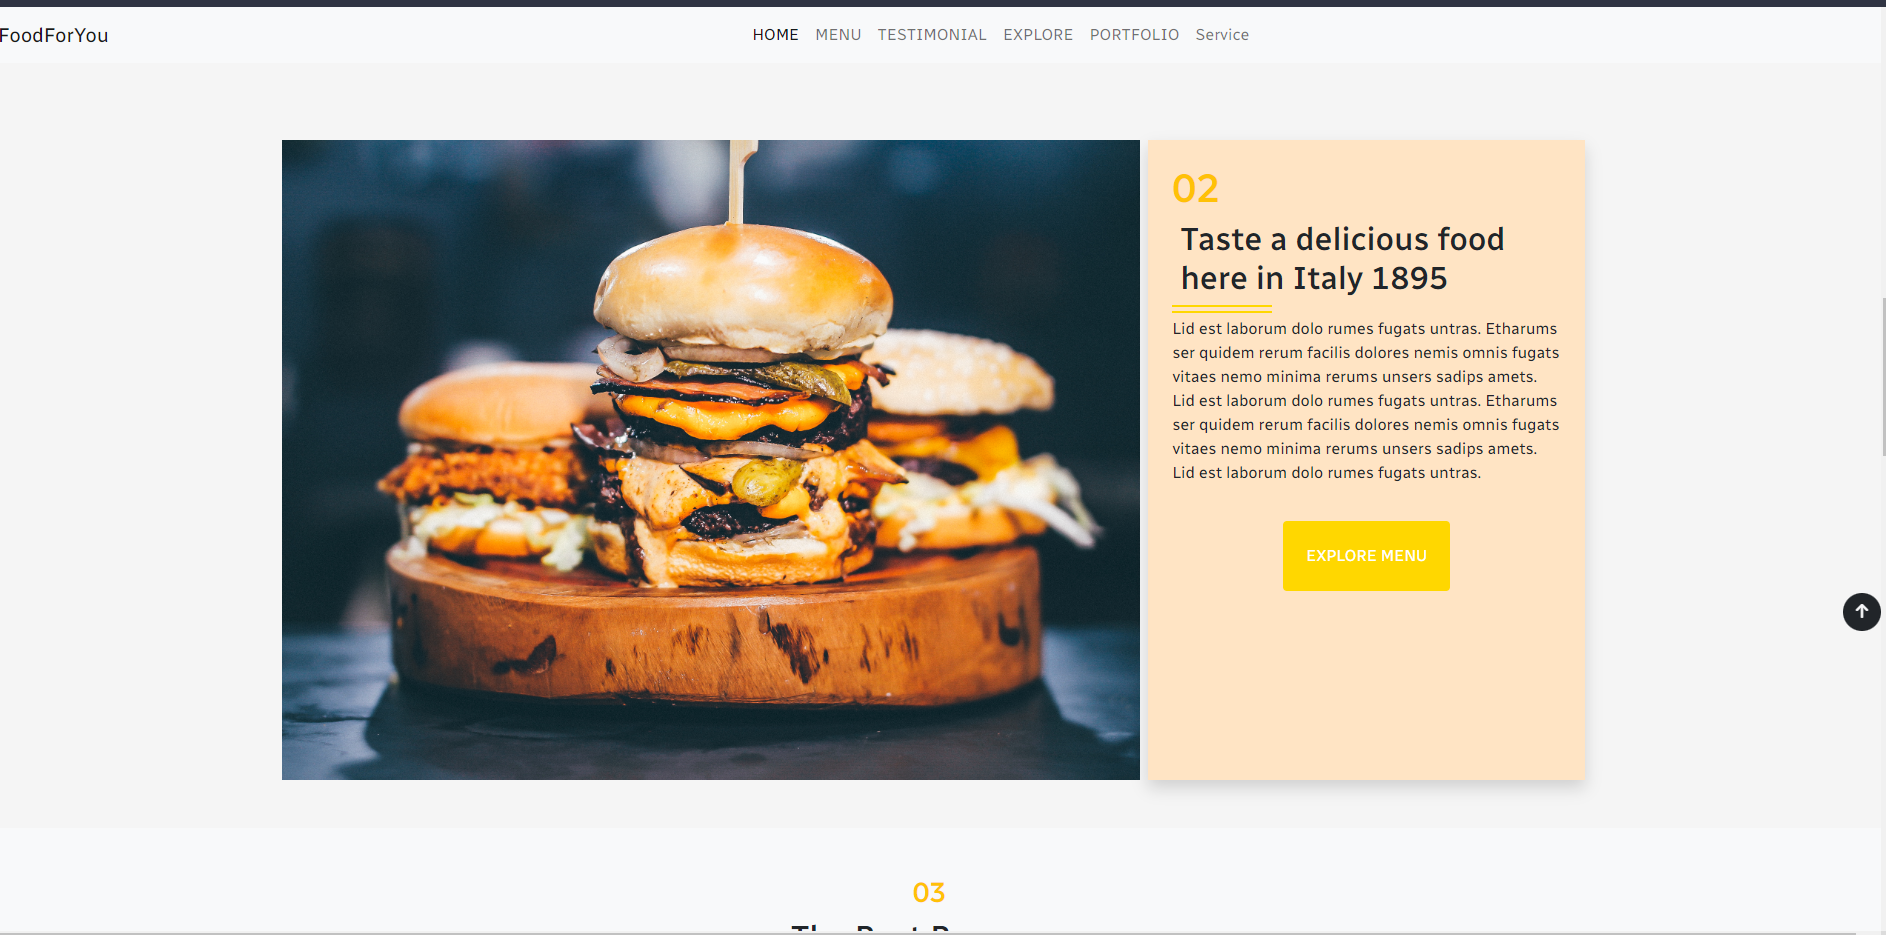 FoodForYou
HOME MENU TESTIMONIAL EXPLORE PORTFOLIO Service
02
Taste a delicious food
here in Italy 1895
Lid est laborum dolo rumes fugats untras. Etharums
ser quidem rerum facilis dolores nemis omnis fugats
vitaes nemo minima rerums unsers sadips amets.
Lid est laborum dolo rumes fugats untras. Etharums
ser quidem rerum facilis dolores nemis omnis fugats
vitaes nemo minima rerums unsers sadips amets.
Lid est laborum dolo rumes fugats untras.
EXPLORE MENU
03